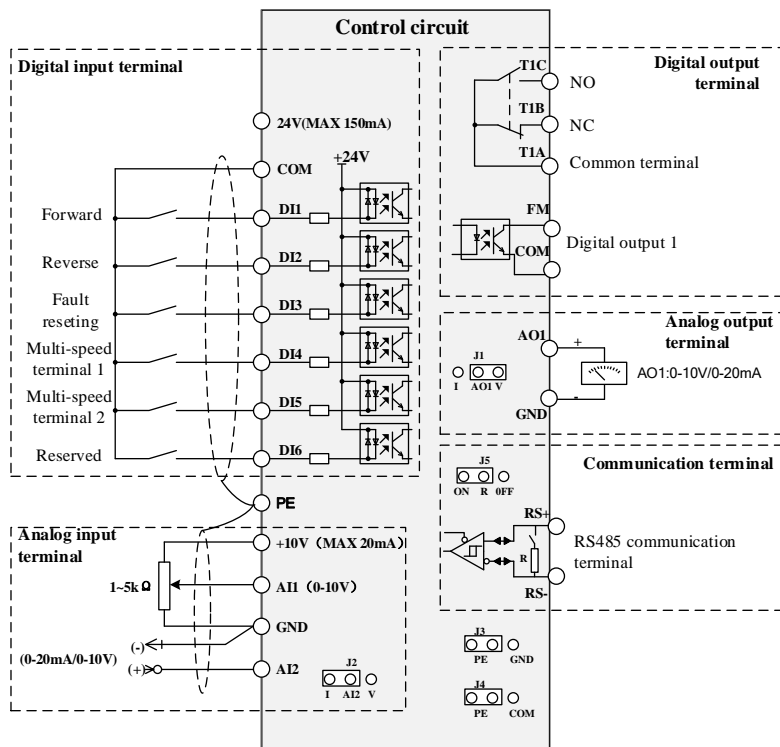 Control circuit
Digital input terminal
24V(MAX 150mA)
COM
+24V
Forward
DI1
Reverse
DI2
Fault
reseting
DI3
Multi-speed
terminal 1
DI4
Multi-speed
terminal 2
DI5
Reserved
DI6
PE
Analog input
terminal
+10V（MAX 20mA）
1~5kΩ
AI1（0-10V）
GND
(-)
(0-20mA/0-10V)
(+)
AI2
J2
I AI2 V
Digital output
terminal
T1C
NO
T1B
NC
T1A
Common terminal
FM
COM
Digital output 1
Analog output
terminal
AO1
+
J1
I AO1 V
AO1:0-10V/0-20mA
-
GND
Communication terminal
J5
ON R 0FF
RS+
R
RS485 communication
terminal
RS-
J3
PE GND
J4
PE COM